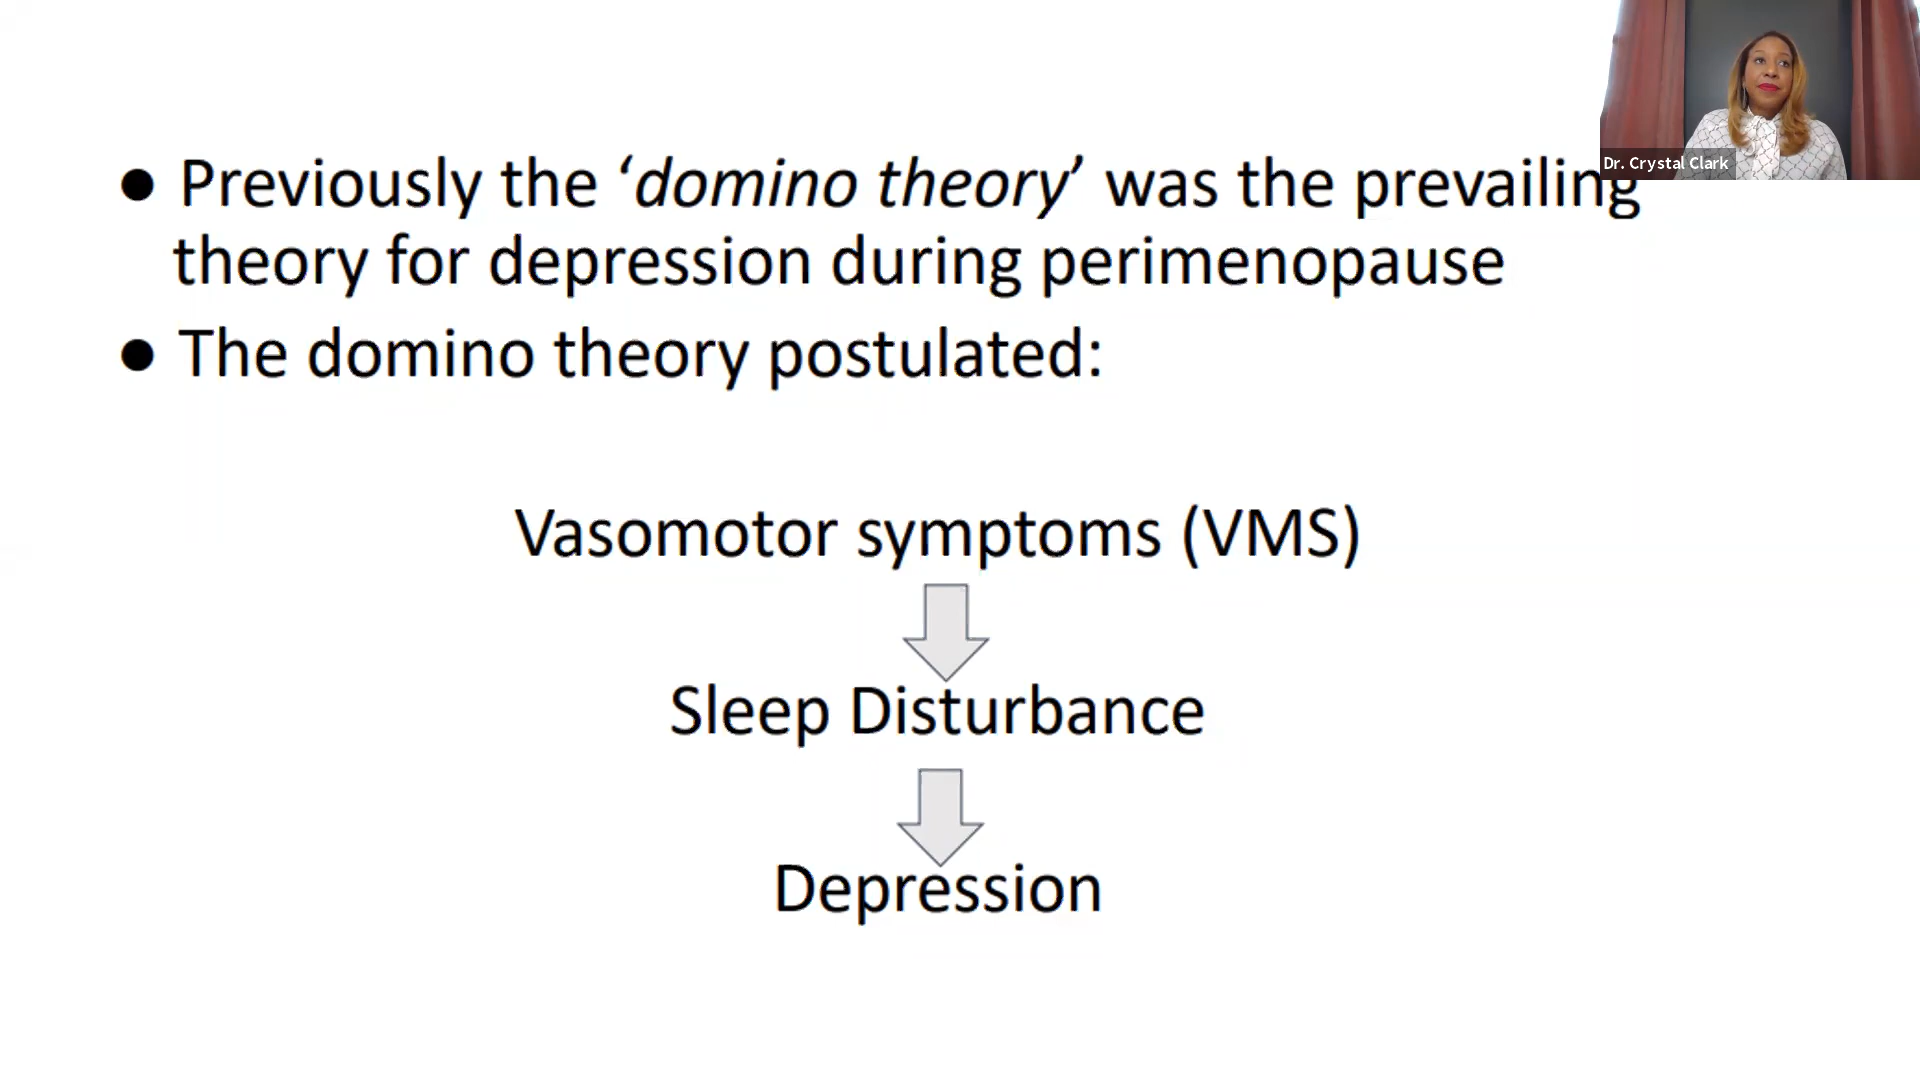 Dr. Crystal Clark
● Previously the ‘domino theory’ was the prevailing
theory for depression during perimenopause
● The domino theory postulated:
Vasomotor symptoms (VMS)
Sleep Disturbance
Depression